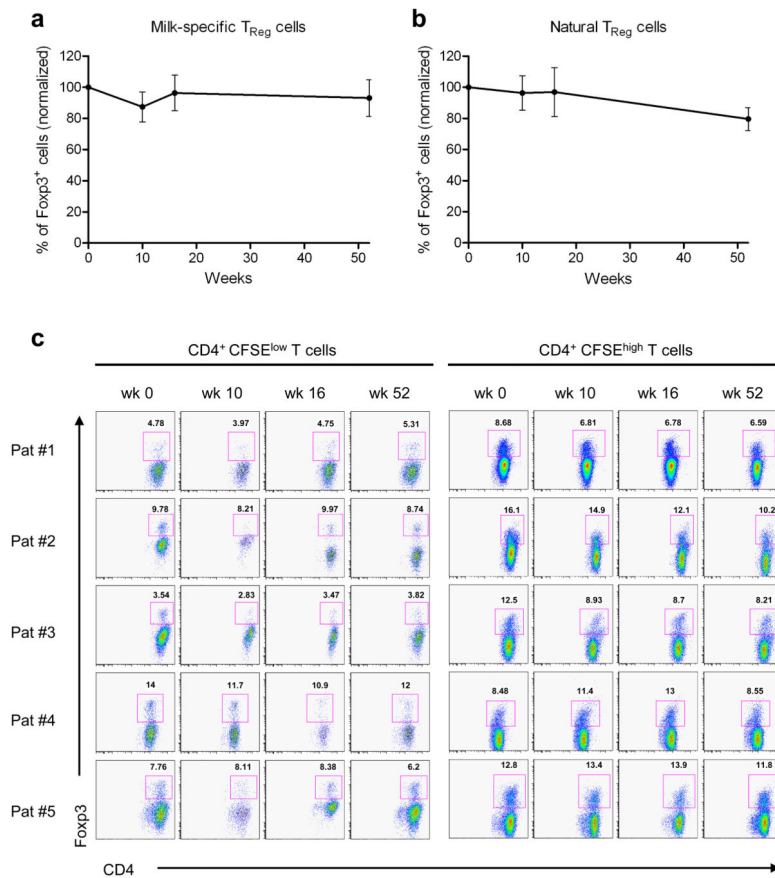 a
Milk-specific TReg cells
% of Foxp3+ cells (normalized)
120
100
80
60
40
20
0
0 10 20 30 40 50
Weeks
b
Natural TReg cells
% of Foxp3+ cells (normalized)
120
100
80
60
40
20
0
0 10 20 30 40 50
Weeks
c
CD4+ CFSElow T cells
CD4+ CFSEhigh T cells
wk 0 wk 10 wk 16 wk 52 wk 0 wk 10 wk 16 wk 52
Pat #1 4.78 3.97 4.75 5.31 8.68 6.81 6.78 6.59
Pat #2 9.78 8.21 9.97 8.74 16.1 14.9 12.1 10.2
Pat #3 3.54 2.83 3.47 3.82 12.5 8.93 8.7 8.21
Pat #4 14 11.7 10.9 12 8.48 11.4 13 8.55
Pat #5 7.76 8.11 8.38 6.2 12.8 13.4 13.9 11.8
Foxp3
CD4